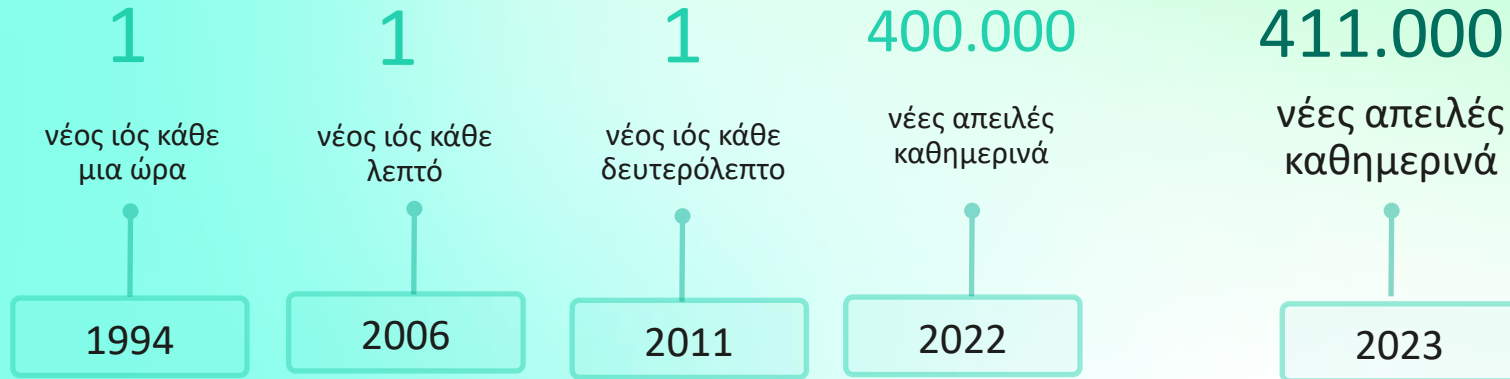 1
νέος ιός κάθε
μια ώρα
1994
1
νέος ιός κάθε
λεπτό
2006
1
νέος ιός κάθε
δευτερόλεπτο
2011
400.000
νέες απειλές
καθημερινά
2022
411.000
νέες απειλές
καθημερινά
2023